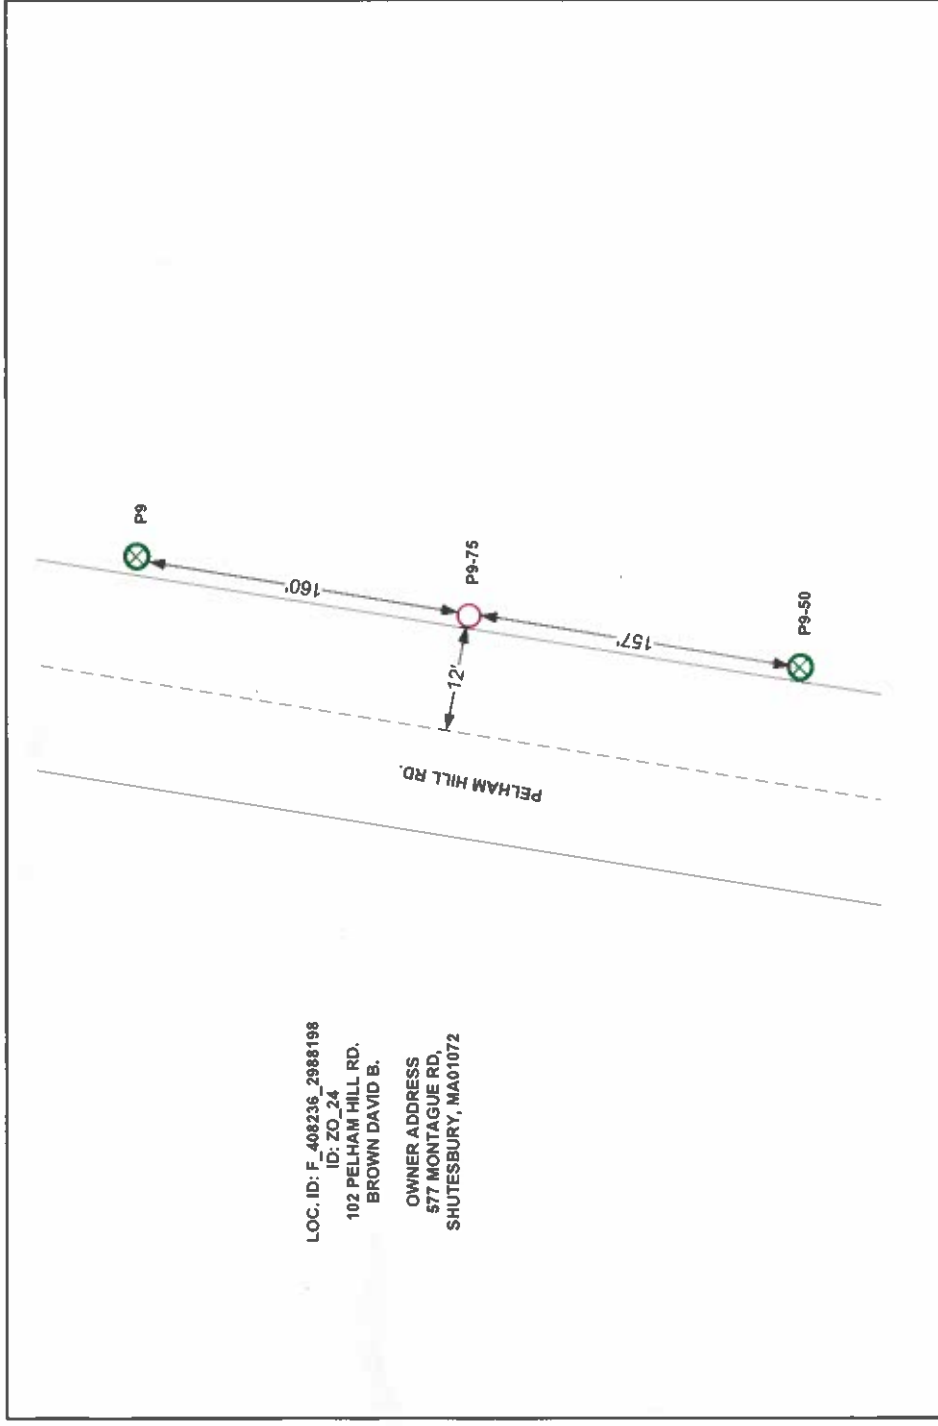 LOC. ID: F_408236_2988198
ID: ZO_24
102 PELHAM HILL RD.
BROWN DAVID B.
OWNER ADDRESS
577 MONTAGUE RD,
SHUTESBURY, MA01072
PELHAM HILL RD.
12'
160'
157'
P9
P9-75
P9-50